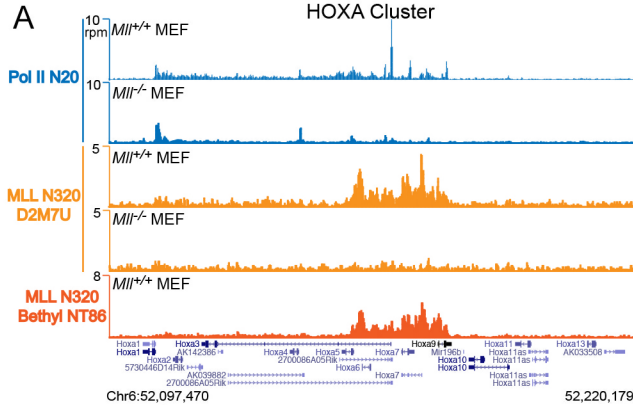 A
HOXA Cluster
10
rpm
Mll+/+ MEF
Pol II N20
10
Mll-/- MEF
5
Mll+/+ MEF
MLL N320
D2M7U
5
Mll-/- MEF
8
Mll+/+ MEF
MLL N320
Bethyl NT86
Hoxa1 Hoxa3 Hoxa9 Hoxa11 Hoxa13
Hoxa1 AK142386 Hoxa4 Hoxa5 Hoxa7 Mir196b Hoxa11as AK033508
Hoxa2 2700086A05Rik Hoxa10 Hoxa11as
5730446D14Rik Hoxa6 Hoxa10
AK039882 Hoxa7 Hoxa11as
2700086A05Rik Hoxa11as
Chr6:52,097,470 52,220,179